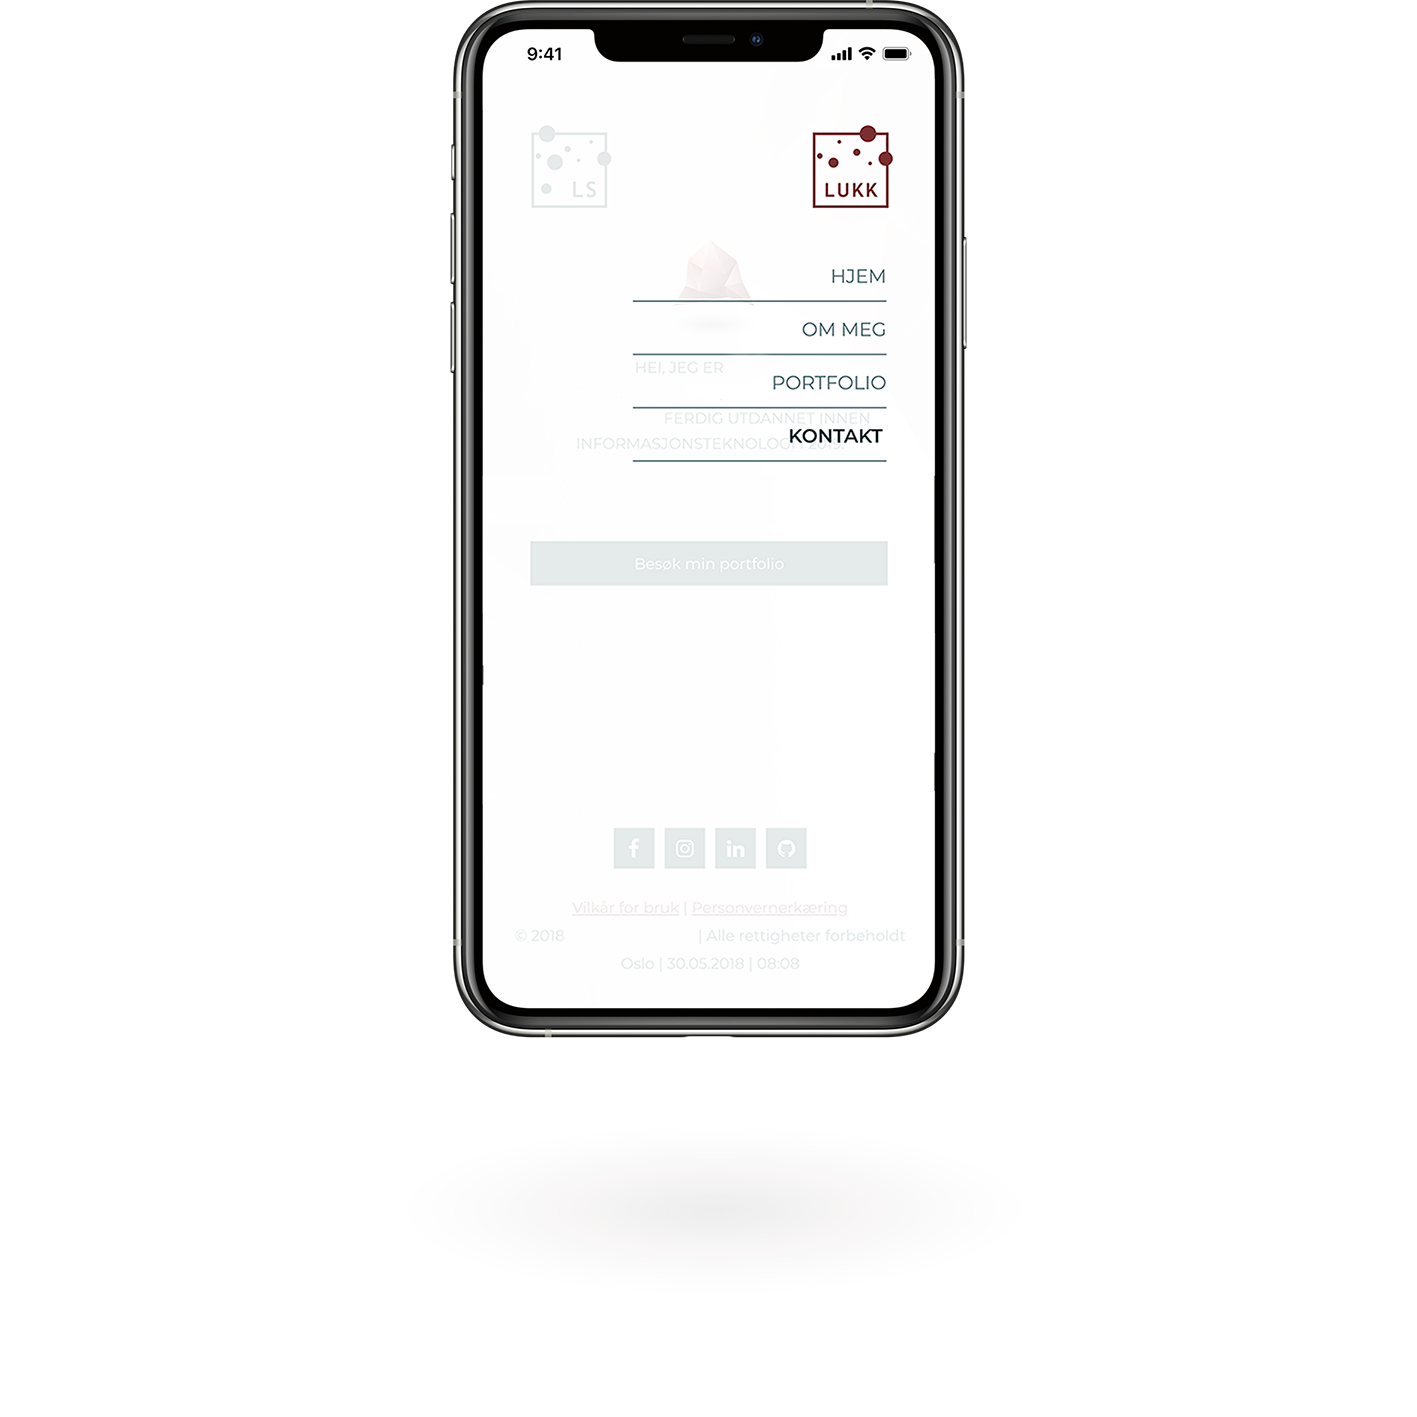 9:41
LS
LUKK
HJEM
OM MEG
HEI, JEG ER
PORTFOLIO
FERDIG UTDANNET INNEN
KONTAKT
INFORMASJONSTEKNOLOGI 2019.
Besøk min portfolio
Vilkår for bruk | Personvernerkæring
© 2018 | Alle rettigheter forbeholdt
Oslo | 30.05.2018 | 08:08